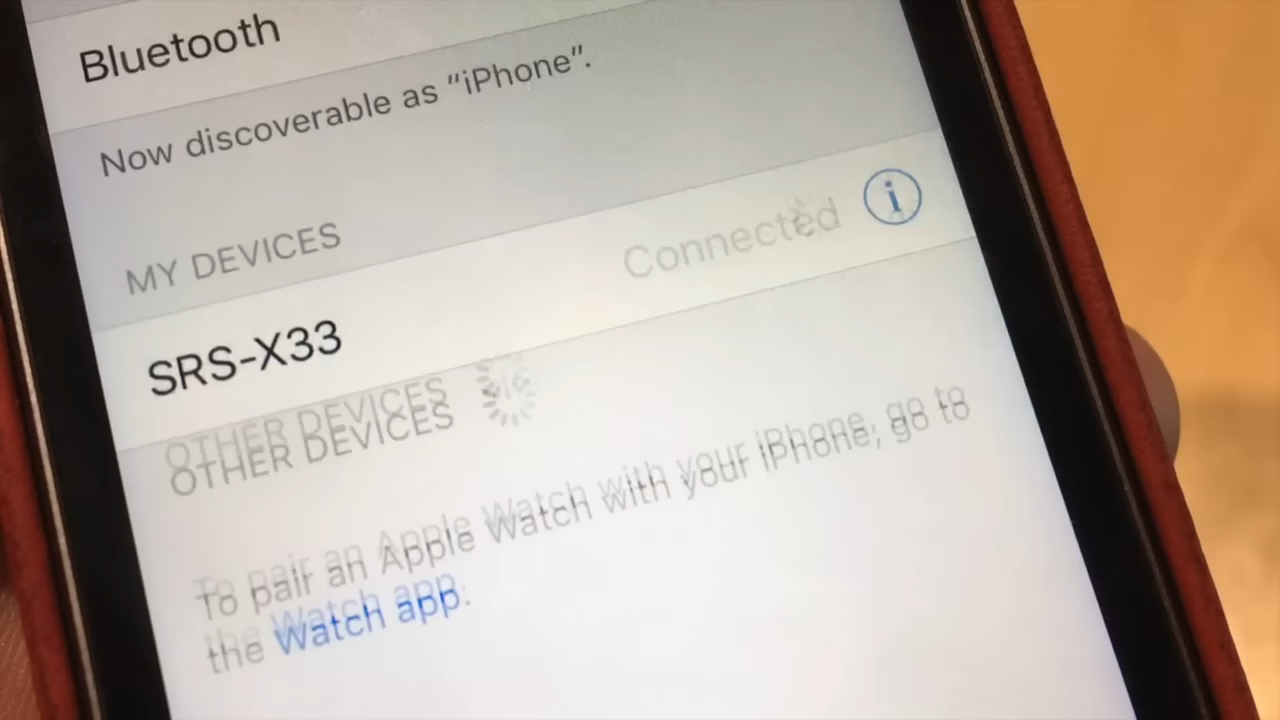 Bluetooth
Now discoverable as "iPhone".
MY DEVICES
SRS-X33 Connected
OTHER DEVICES
To pair an Apple Watch with your iPhone, go to
the Watch app.